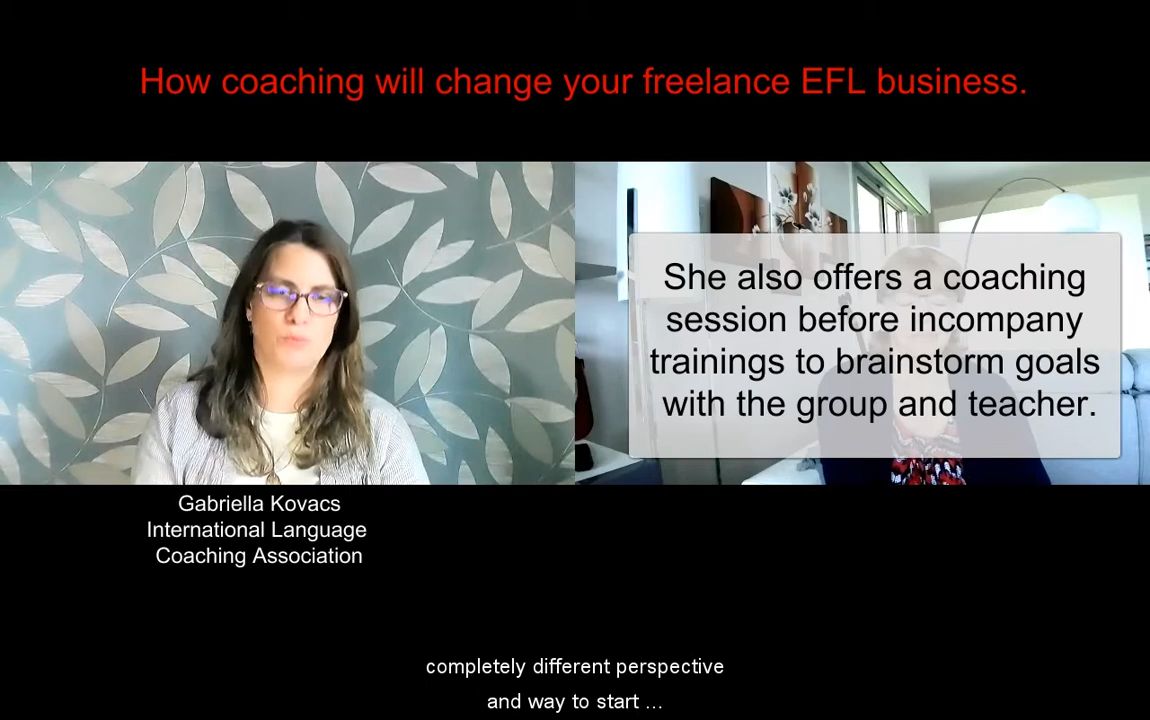 How coaching will change your freelance EFL business.
She also offers a coaching
session before incompany
trainings to brainstorm goals
with the group and teacher.
Gabriella Kovacs
International Language
Coaching Association
completely different perspective
and way to start ...